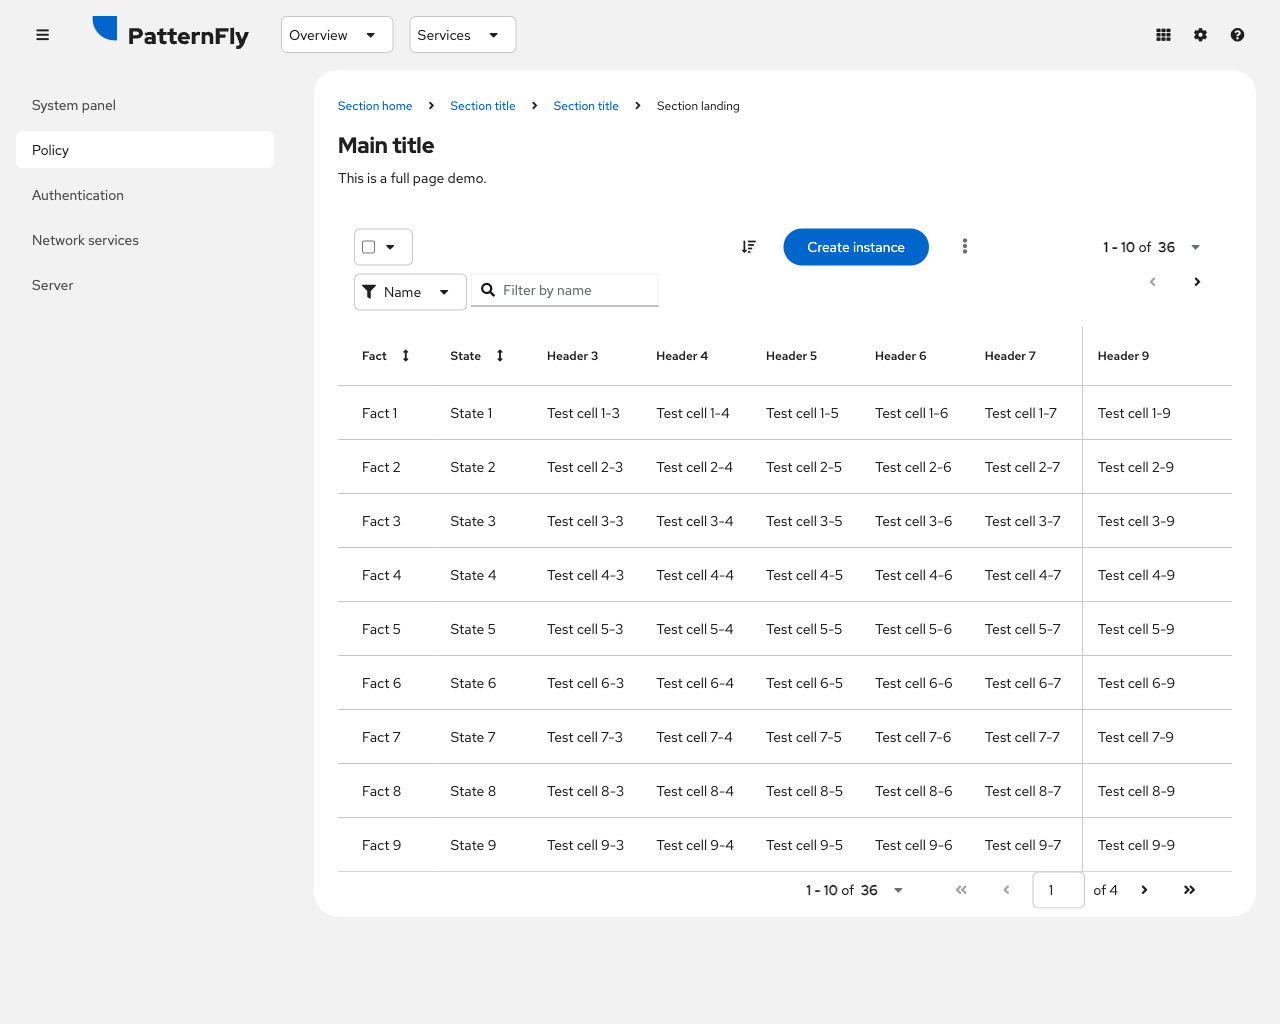 PatternFly Overview Services
System panel
Policy
Authentication
Network services
Server
Section home Section title Section title Section landing
Main title
This is a full page demo.
Create instance 1 - 10 of 36
Name Filter by name
Fact State Header 3 Header 4 Header 5 Header 6 Header 7 Header 9
Fact 1 State 1 Test cell 1-3 Test cell 1-4 Test cell 1-5 Test cell 1-6 Test cell 1-7 Test cell 1-9
Fact 2 State 2 Test cell 2-3 Test cell 2-4 Test cell 2-5 Test cell 2-6 Test cell 2-7 Test cell 2-9
Fact 3 State 3 Test cell 3-3 Test cell 3-4 Test cell 3-5 Test cell 3-6 Test cell 3-7 Test cell 3-9
Fact 4 State 4 Test cell 4-3 Test cell 4-4 Test cell 4-5 Test cell 4-6 Test cell 4-7 Test cell 4-9
Fact 5 State 5 Test cell 5-3 Test cell 5-4 Test cell 5-5 Test cell 5-6 Test cell 5-7 Test cell 5-9
Fact 6 State 6 Test cell 6-3 Test cell 6-4 Test cell 6-5 Test cell 6-6 Test cell 6-7 Test cell 6-9
Fact 7 State 7 Test cell 7-3 Test cell 7-4 Test cell 7-5 Test cell 7-6 Test cell 7-7 Test cell 7-9
Fact 8 State 8 Test cell 8-3 Test cell 8-4 Test cell 8-5 Test cell 8-6 Test cell 8-7 Test cell 8-9
Fact 9 State 9 Test cell 9-3 Test cell 9-4 Test cell 9-5 Test cell 9-6 Test cell 9-7 Test cell 9-9
1 - 10 of 36 1 of 4